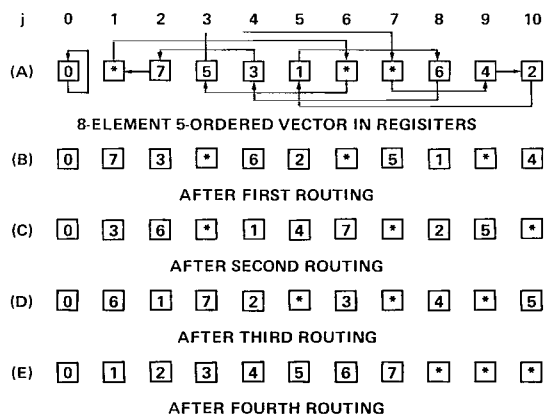 j 0 1 2 3 4 5 6 7 8 9 10
(A) 0 * 7 5 3 1 * * 6 4 2
8-ELEMENT 5-ORDERED VECTOR IN REGISITERS
(B) 0 7 3 * 6 2 * 5 1 * 4
AFTER FIRST ROUTING
(C) 0 3 6 * 1 4 7 * 2 5 *
AFTER SECOND ROUTING
(D) 0 6 1 7 2 * 3 * 4 * 5
AFTER THIRD ROUTING
(E) 0 1 2 3 4 5 6 7 * * *
AFTER FOURTH ROUTING